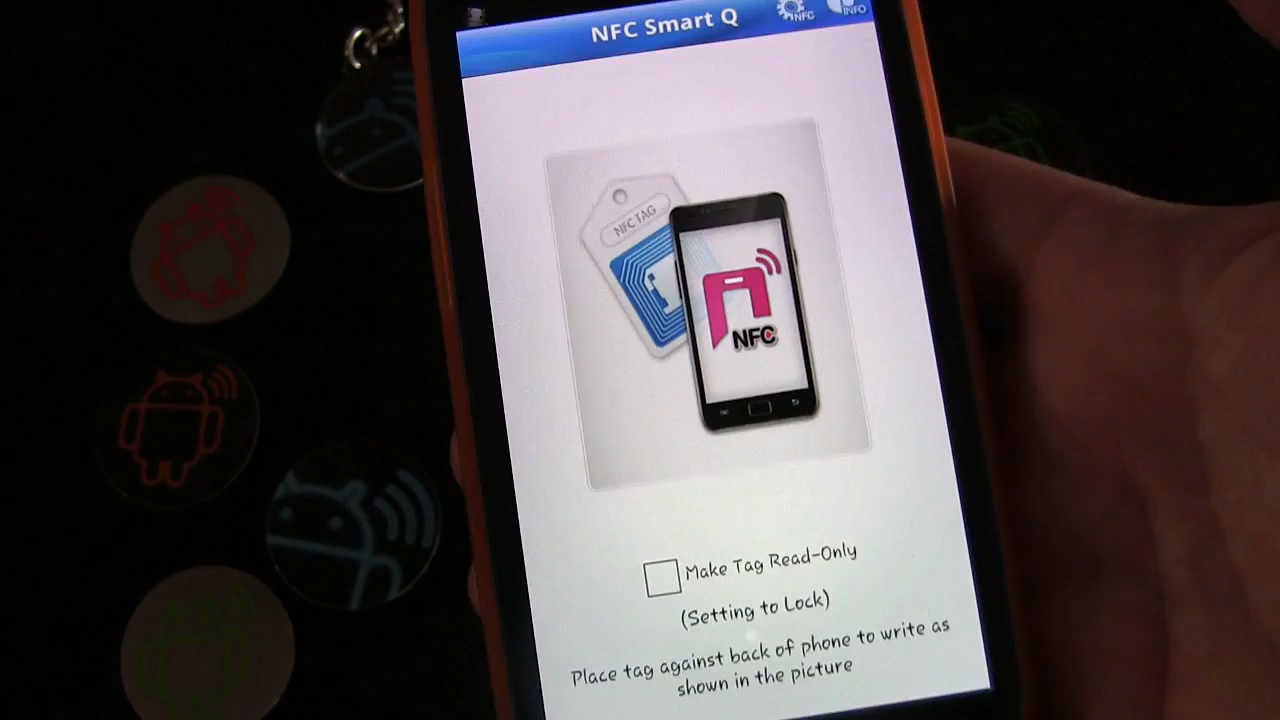 NFC Smart Q
NFC
INFO
NFC TAG
NFC
Make Tag Read-Only
(Setting to Lock)
Place tag against back of phone to write as
shown in the picture